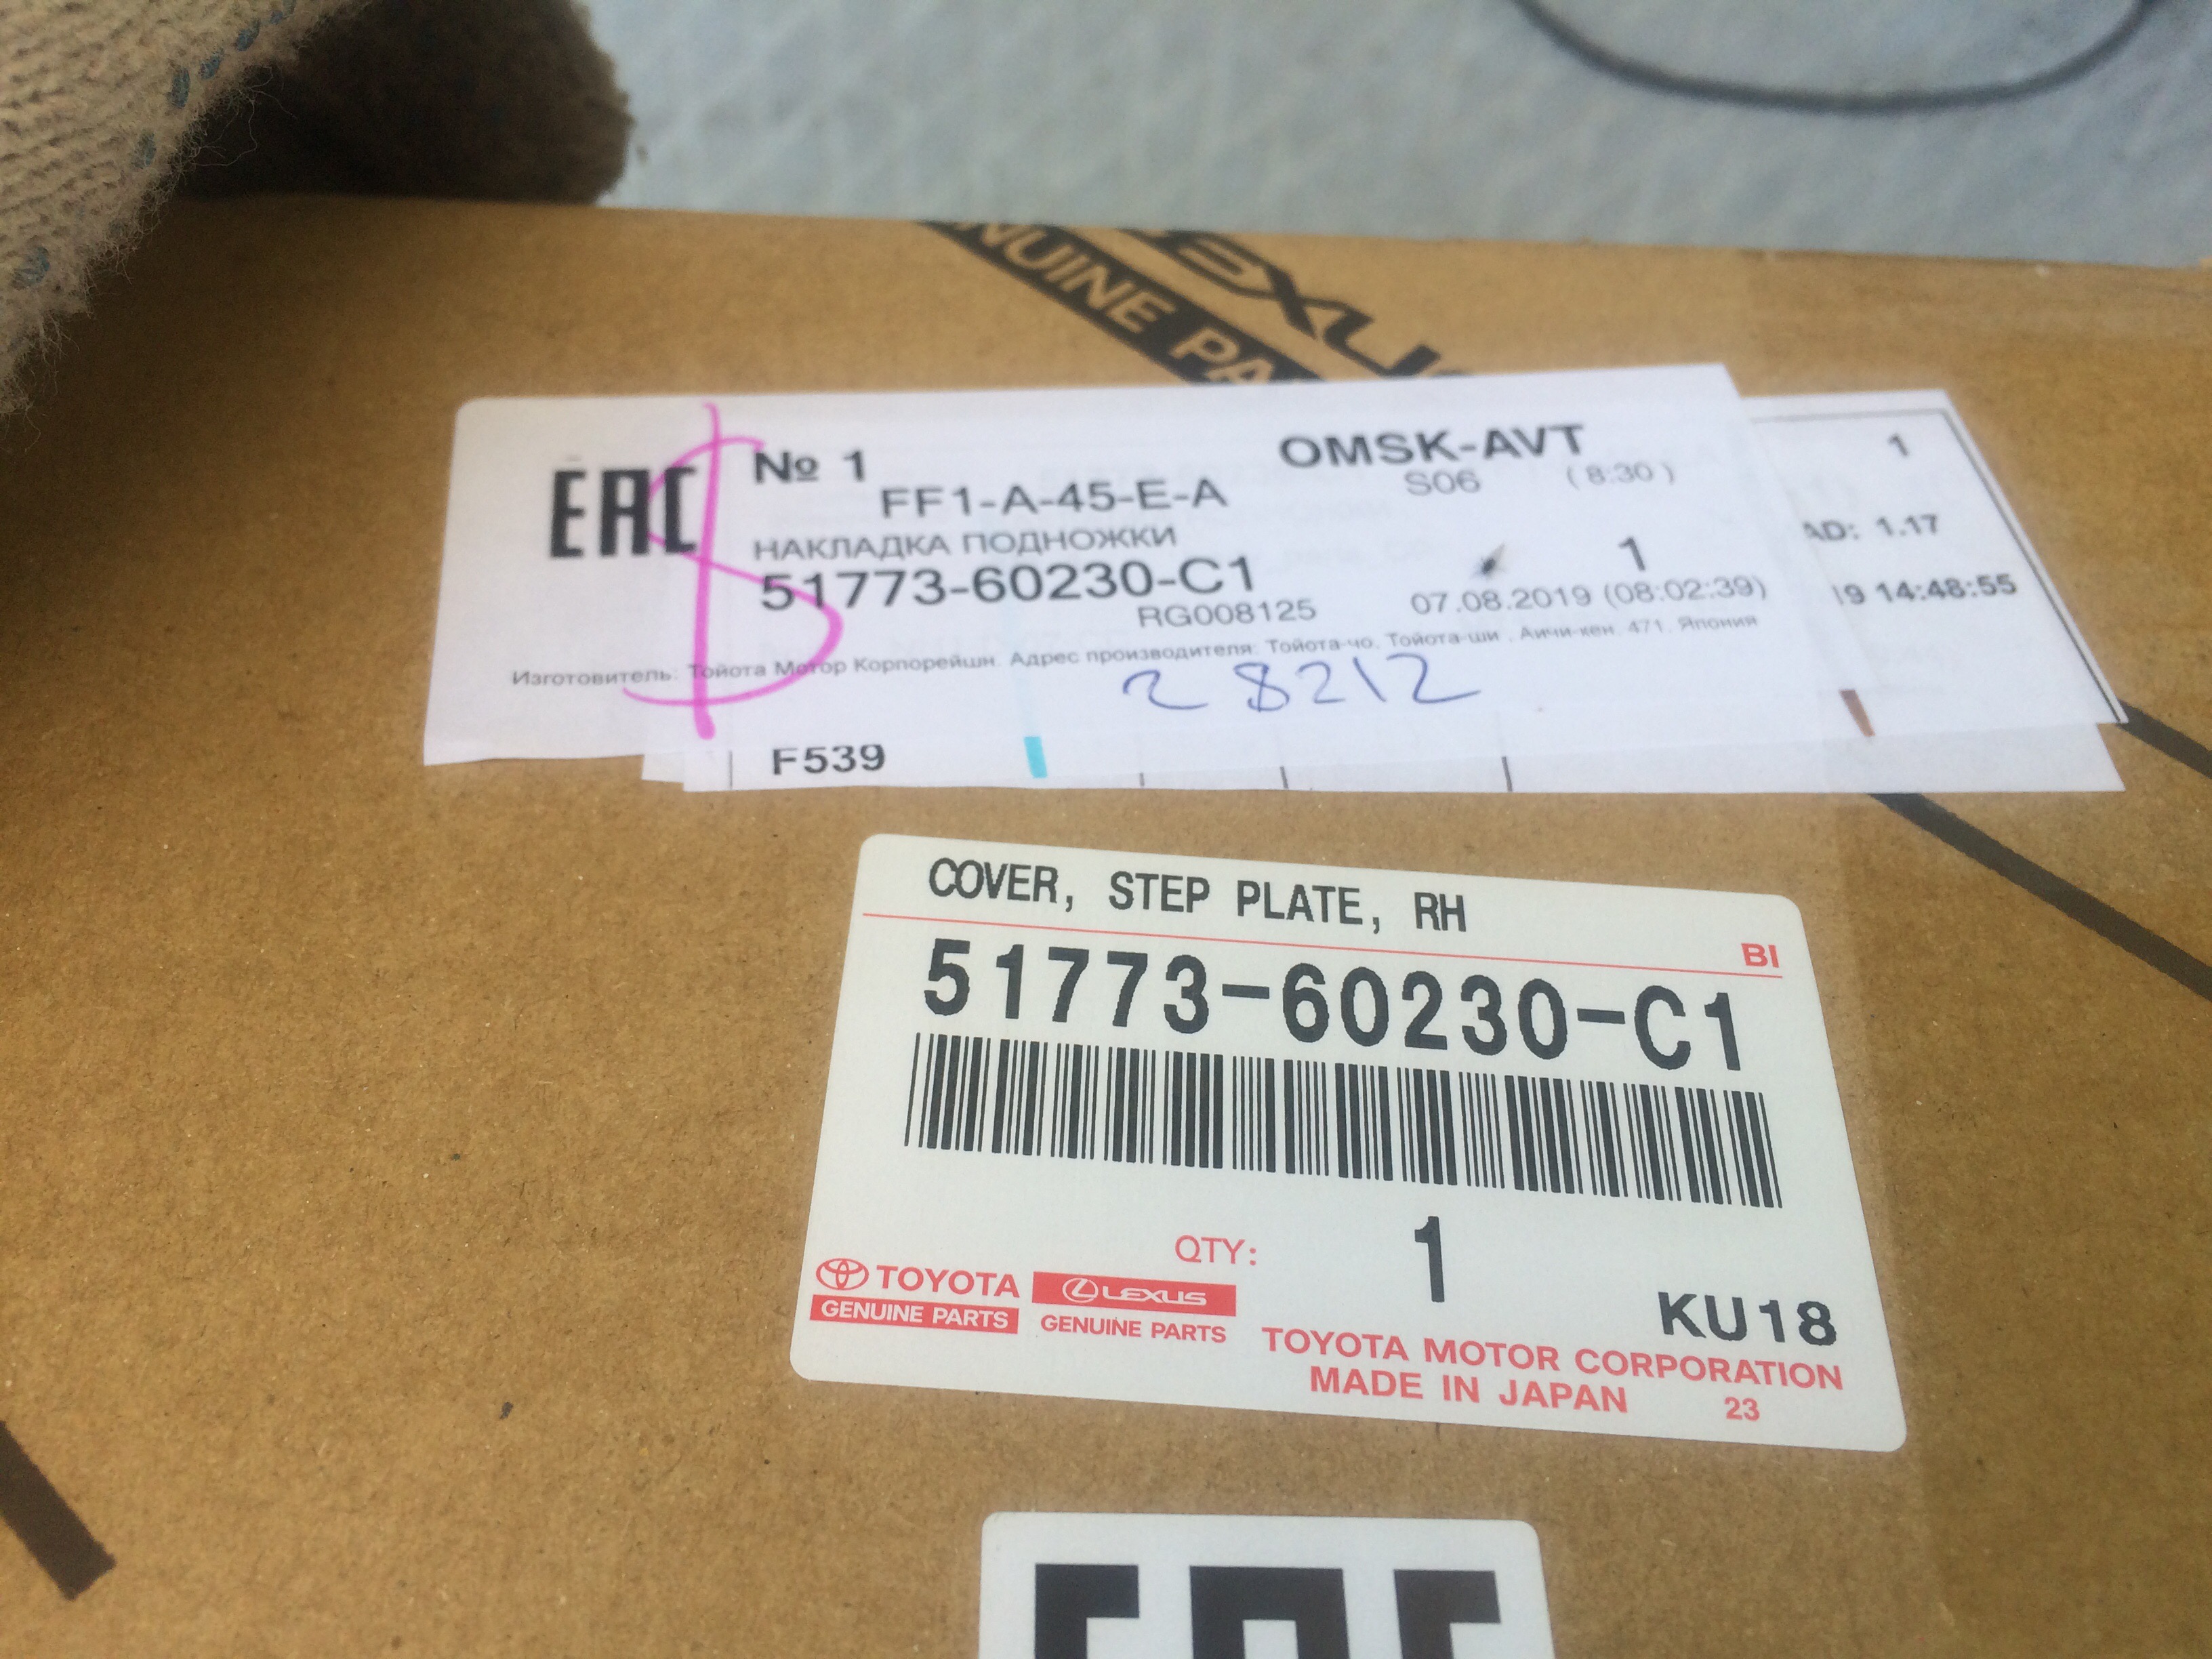 LEXUS
GENUINE PA
EAC
№ 1
OMSK-AVT
FF1-A-45-E-A
S06 (8:30)
НАКЛАДКА ПОДНОЖКИ
51773-60230-C1
1
RG008125
07.08.2019 (08:02:39)
Изготовитель: Тойота Мотор Корпорейшн. Адрес производителя: Тойота-чо, Тойота-ши , Аичи-кен, 471, Япония
28212
1
AD: 1.17
19 14:48:55
F539
COVER, STEP PLATE, RH
BI
51773-60230-C1
QTY: 1
TOYOTA
GENUINE PARTS
LEXUS
GENUINE PARTS
KU18
TOYOTA MOTOR CORPORATION
MADE IN JAPAN 23
EAC